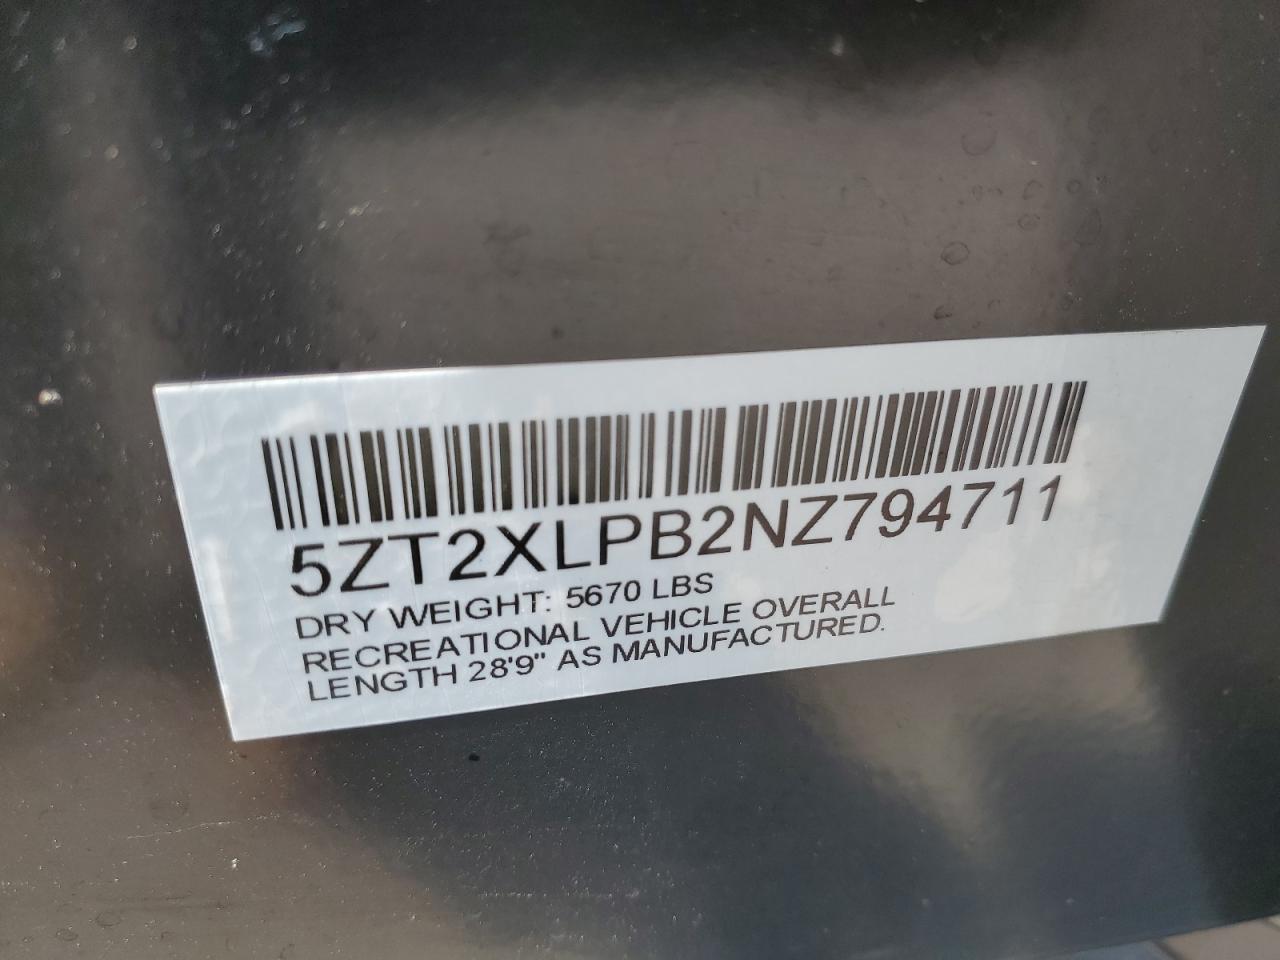 5ZT2XLPB2NZ794711
DRY WEIGHT: 5670 LBS
RECREATIONAL VEHICLE OVERALL
LENGTH 28'9" AS MANUFACTURED.